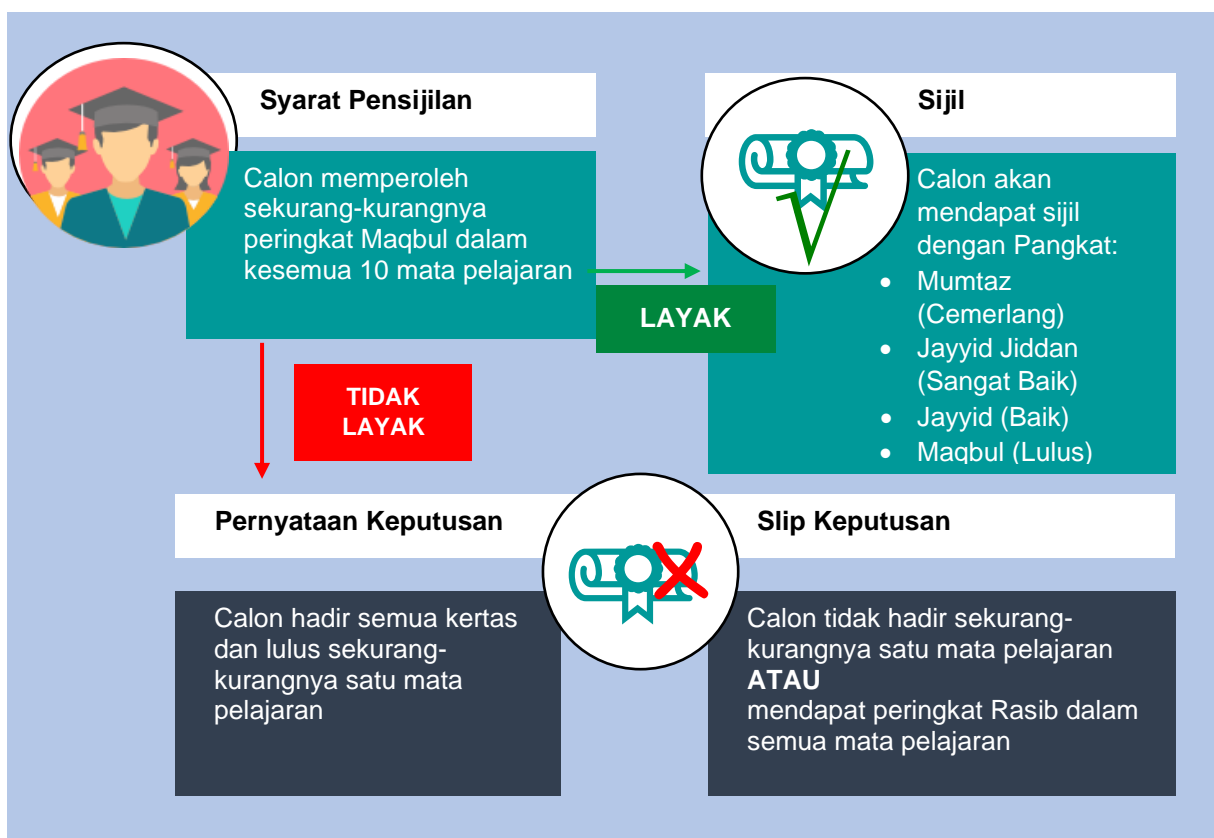 Syarat Pensijilan
Calon memperoleh
sekurang-kurangnya
peringkat Maqbul dalam
kesemua 10 mata pelajaran
LAYAK
Sijil
Calon akan
mendapat sijil
dengan Pangkat:
• Mumtaz
(Cemerlang)
• Jayyid Jiddan
(Sangat Baik)
• Jayyid (Baik)
• Maqbul (Lulus)
TIDAK
LAYAK
Pernyataan Keputusan
Calon hadir semua kertas
dan lulus sekurang-
kurangnya satu mata
pelajaran
Slip Keputusan
Calon tidak hadir sekurang-
kurangnya satu mata pelajaran
ATAU
mendapat peringkat Rasib dalam
semua mata pelajaran